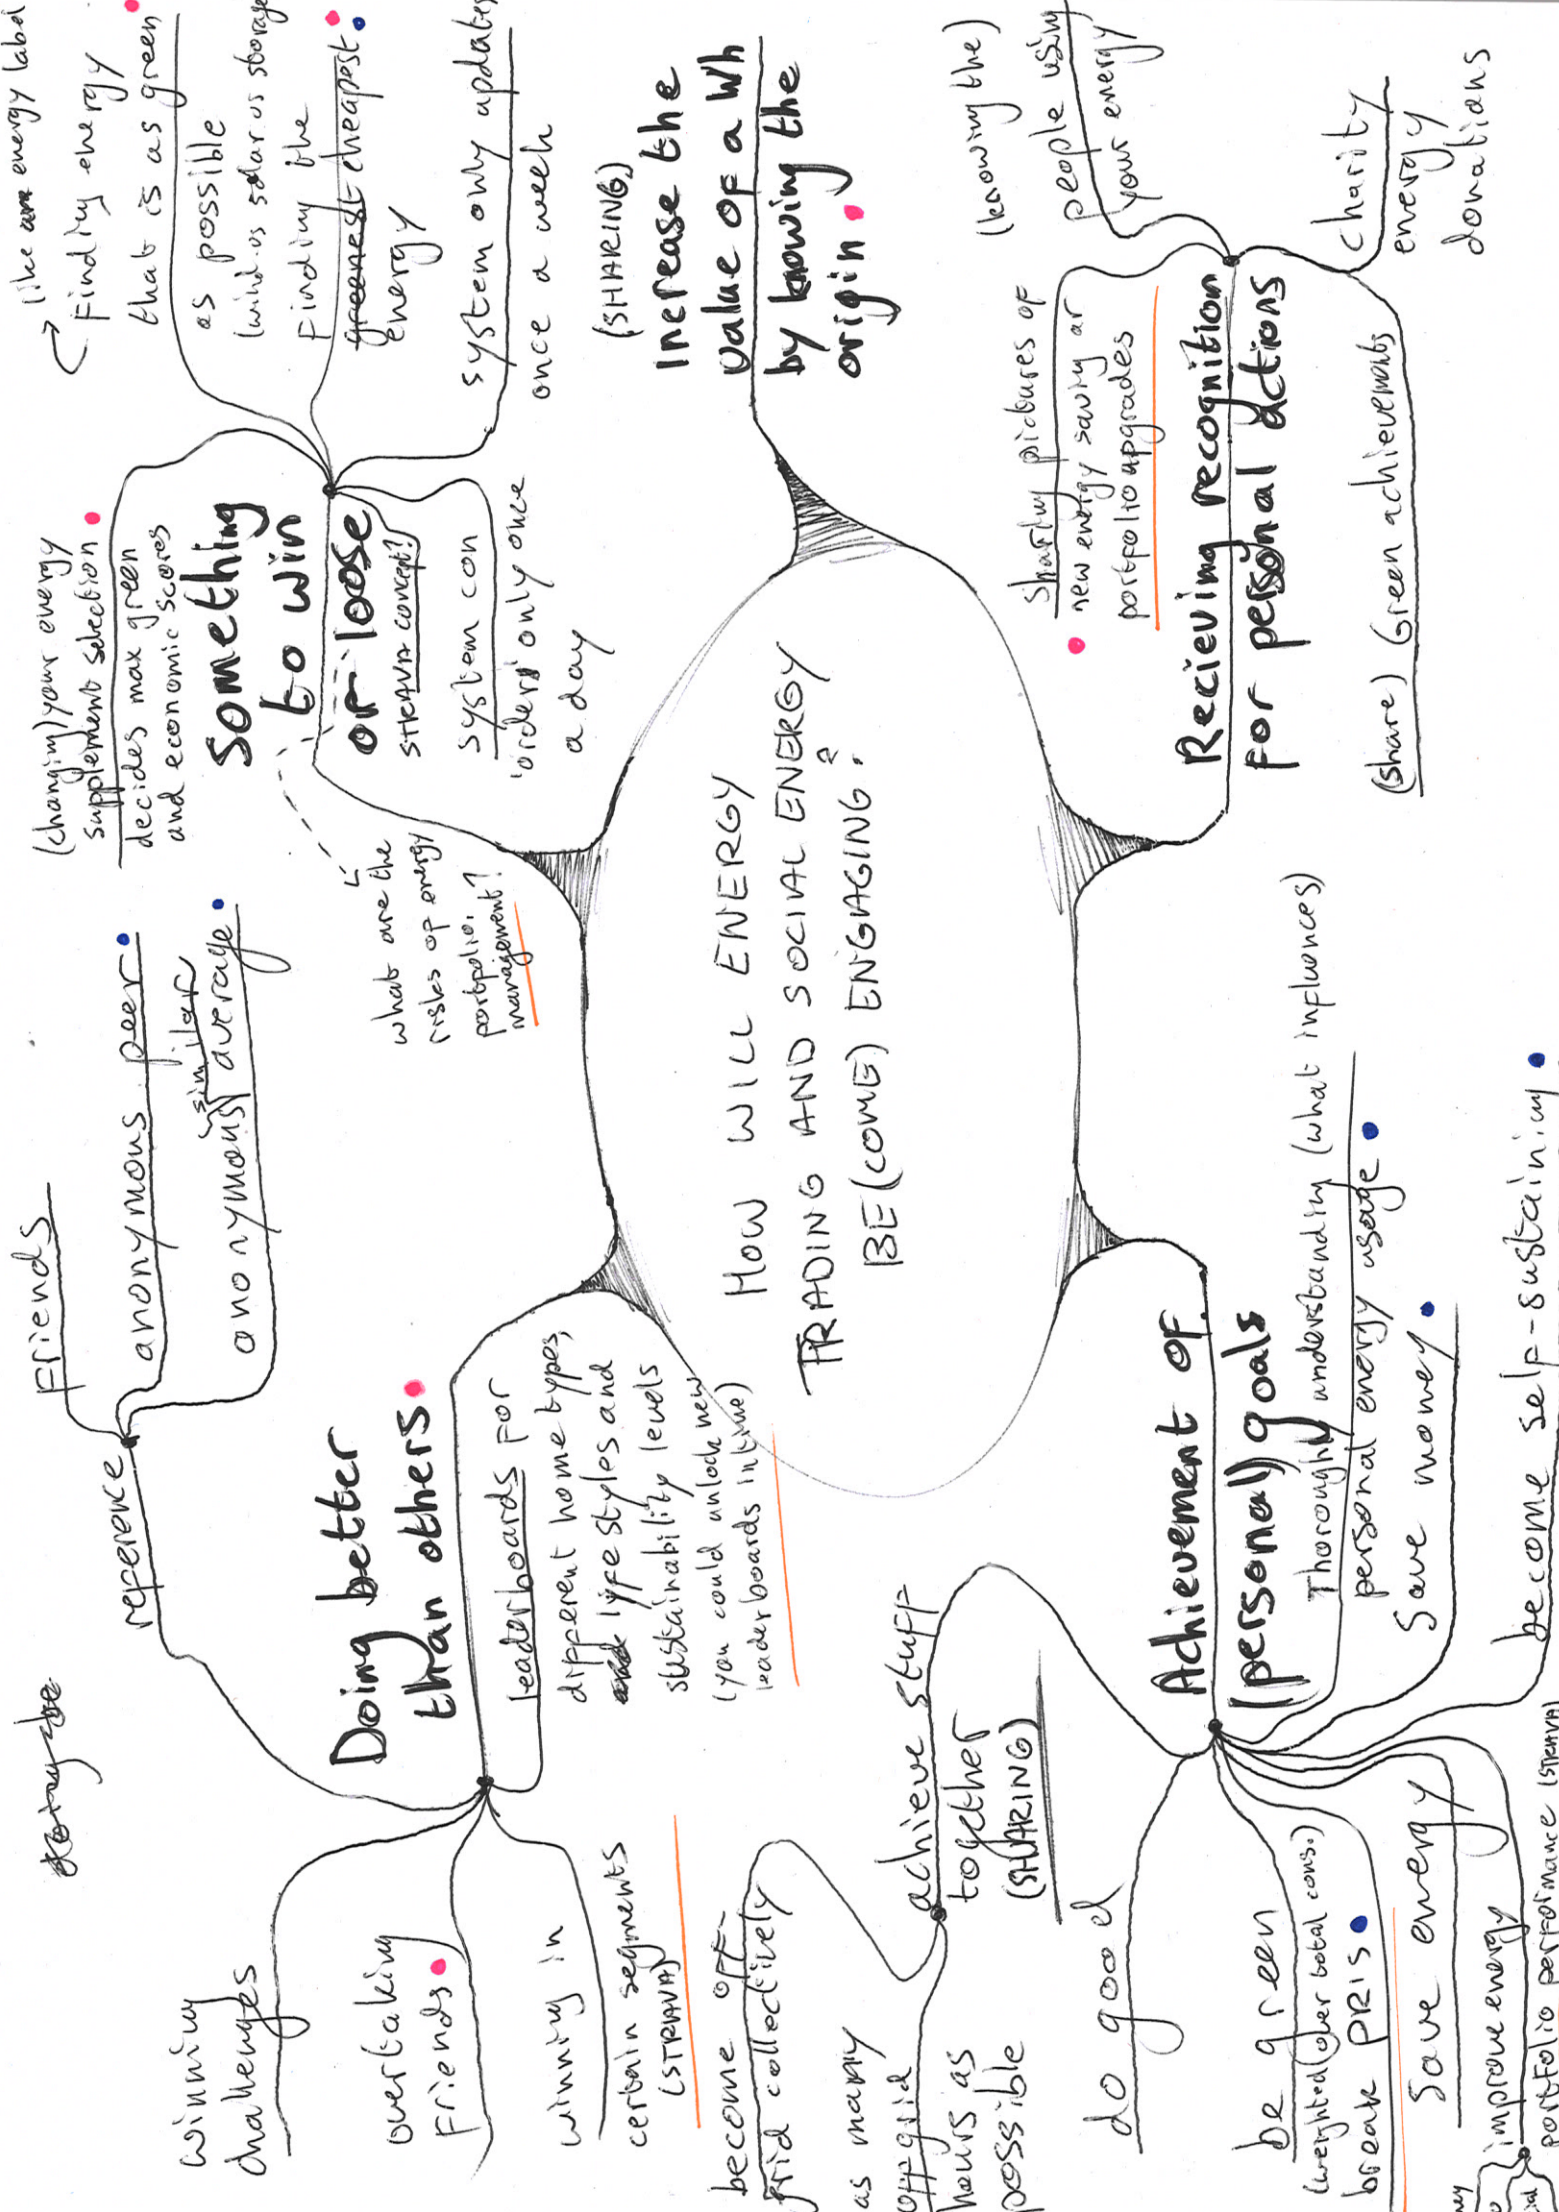 HOW WILL ENERGY
TRADING AND SOCIAL ENERGY
BE(COME) ENGAGING?
Doing better
than others.
reference
Friends
anonymous peer
anonymous average
similar
leaderboards for
different home types,
life styles and
sustainability levels
(you could unlock new
leaderboards in time)
winning
challenges
overtaking
Friends
winning in
certain segments
(STRAVA)
Something
to win
or loose
STRAVA concept?
what are the
risks of energy
portfolio
management?
(changing) your energy
supplement selection
decides max green
and economic scores
like energy label
Finding energy
that is as green
as possible
(wind vs solar vs storage
Finding the
greenest cheapest
energy
system only updates
once a week
system can
'order' only once
a day
(SHARING)
increase the
value of a Wh
by knowing the
origin.
Recieving recognition
For personal actions
sharing pictures of
new energy saving or
portfolio upgrades
(knowing the)
people using
your energy
charity
energy
donations
(share) Green achievements
Achievement of
(personal) goals
achieve stuff
together
(SHARING)
become off-
grid collectively
as many
off grid
hours as
possible
do good
be green
(weighted over total cons.)
break PRIS
Save energy
improve energy
portfolio performance (STRAVA)
become self-sustaining
Save money
Thorough understanding (what influences)
personal energy usage